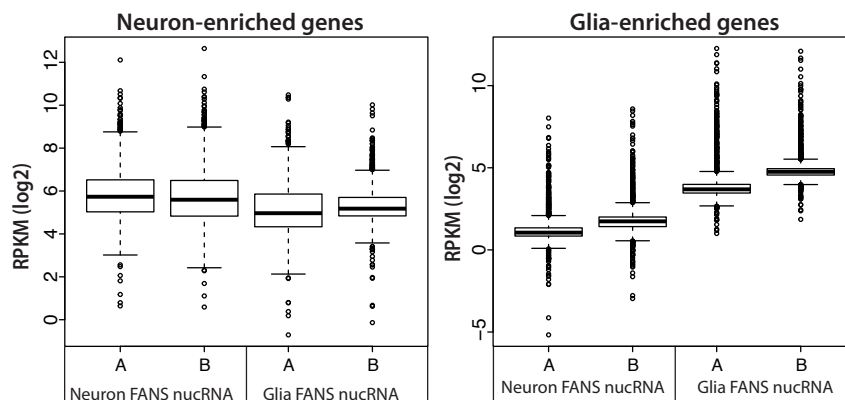 Neuron-enriched genes
RPKM (log2)
12
10
8
6
4
2
0
A
B
A
B
Neuron FANS nucRNA
Glia FANS nucRNA
Glia-enriched genes
RPKM (log2)
10
5
0
−5
A
B
A
B
Neuron FANS nucRNA
Glia FANS nucRNA